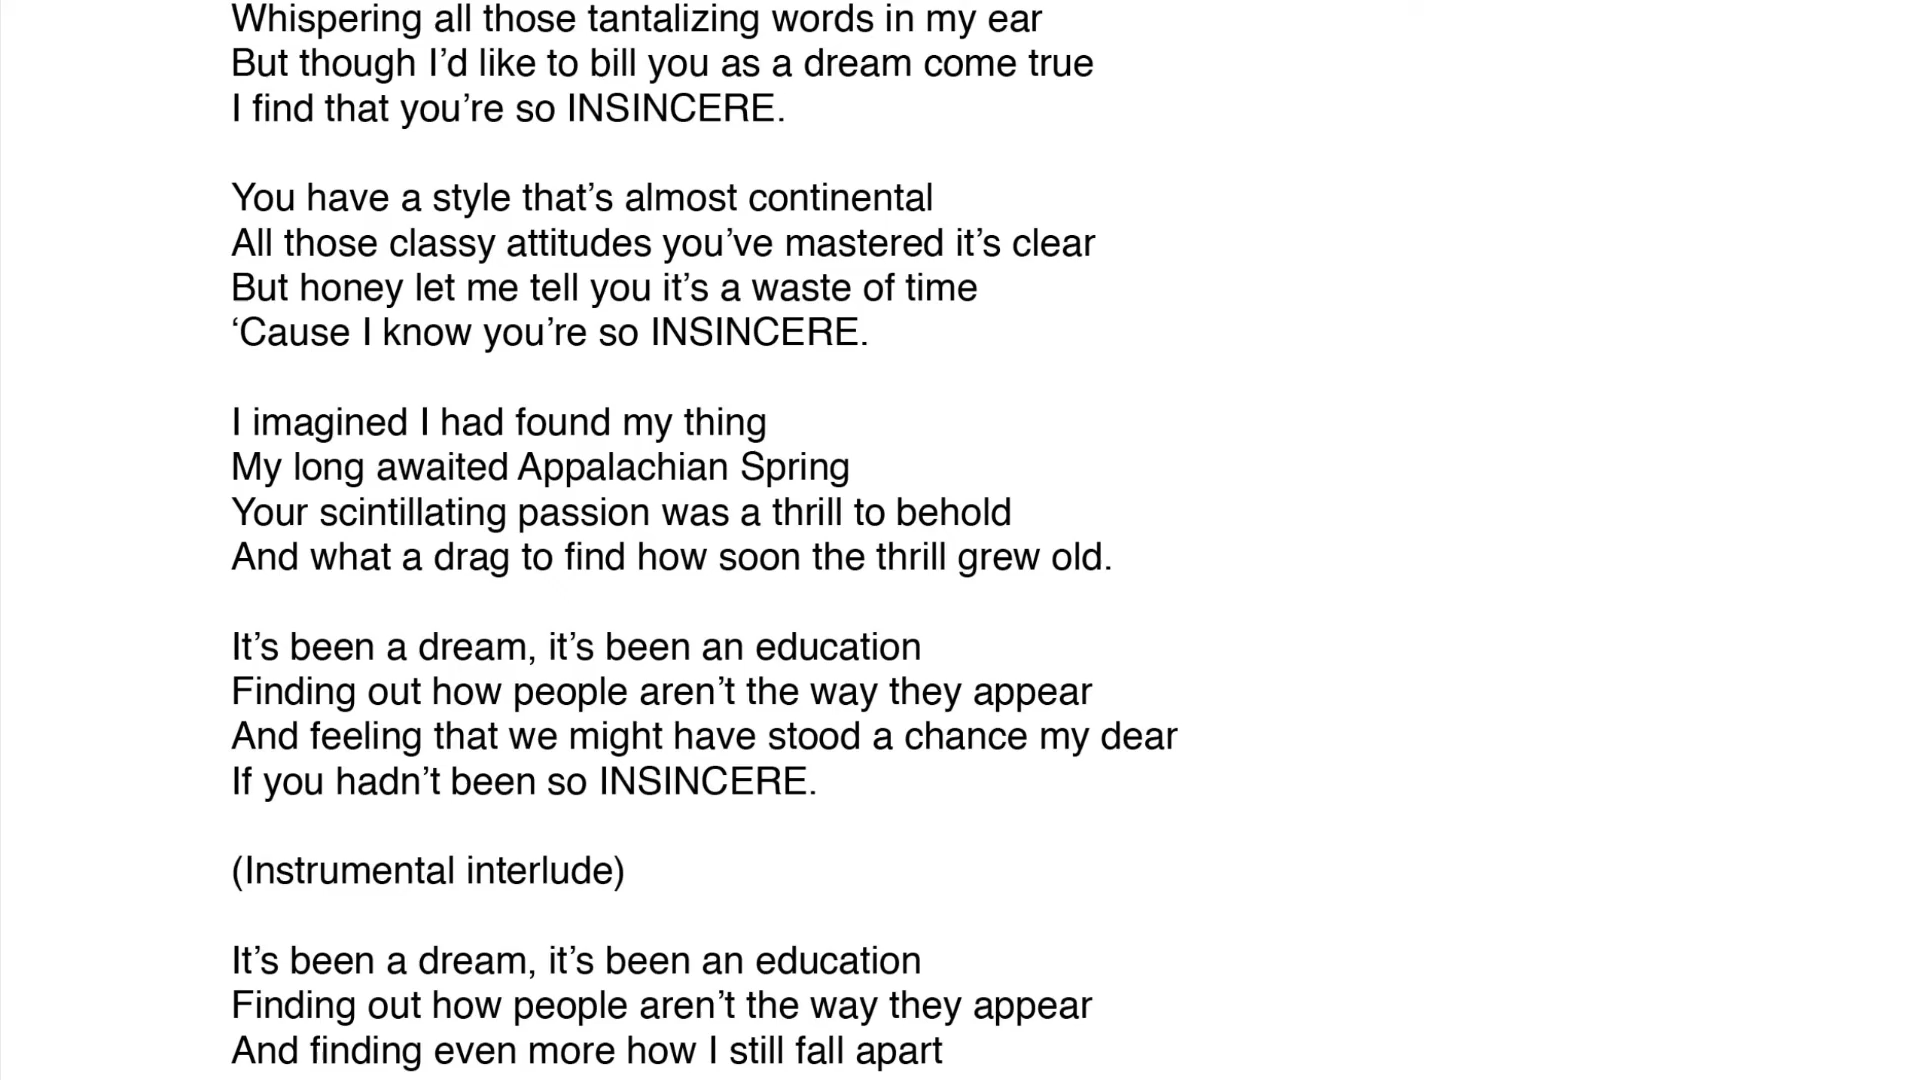 Whispering all those tantalizing words in my ear
But though I’d like to bill you as a dream come true
I find that you’re so INSINCERE.
You have a style that’s almost continental
All those classy attitudes you’ve mastered it’s clear
But honey let me tell you it’s a waste of time
‘Cause I know you’re so INSINCERE.
I imagined I had found my thing
My long awaited Appalachian Spring
Your scintillating passion was a thrill to behold
And what a drag to find how soon the thrill grew old.
It’s been a dream, it’s been an education
Finding out how people aren’t the way they appear
And feeling that we might have stood a chance my dear
If you hadn’t been so INSINCERE.
(Instrumental interlude)
It’s been a dream, it’s been an education
Finding out how people aren’t the way they appear
And finding even more how I still fall apart